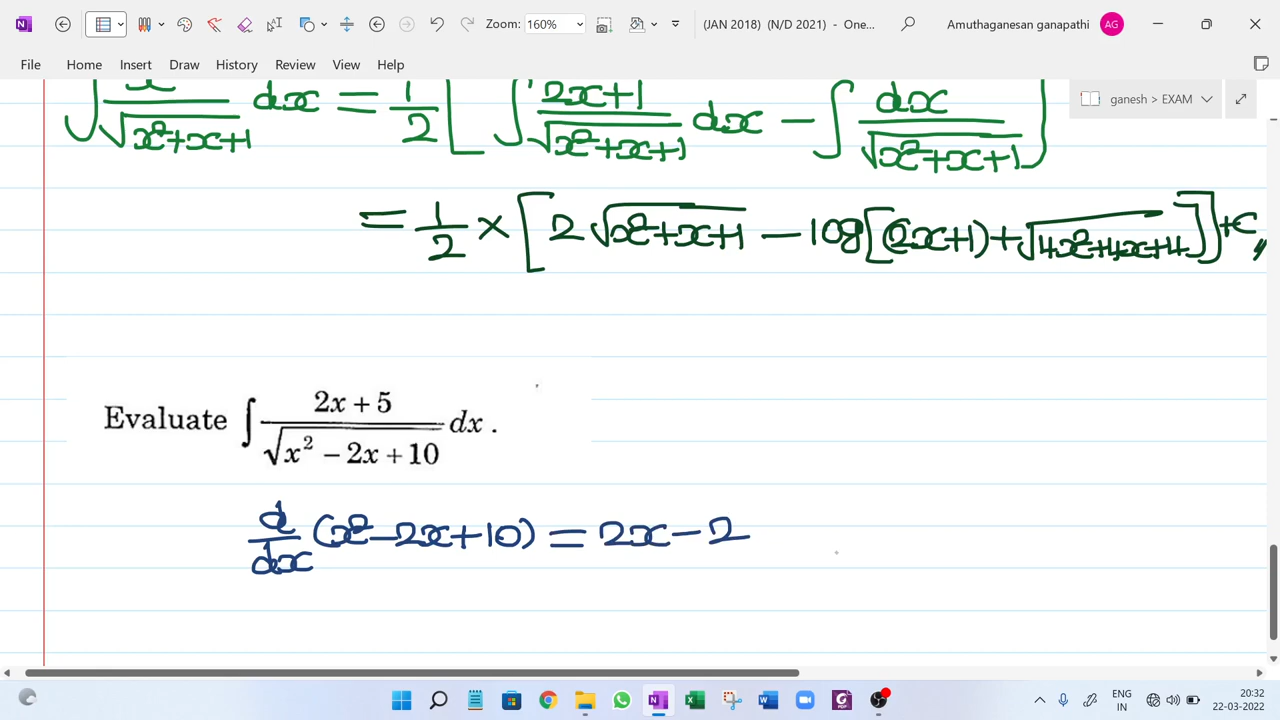 Zoom: 160%
(JAN 2018) (N/D 2021) - One...
Amuthaganesan ganapathi
AG
File Home Insert Draw History Review View Help
ganesh > EXAM
∫ x/√(x²+x+1) dx = 1/2 [ ∫ (2x+1)/√(x²+x+1) dx - ∫ dx/√(x²+x+1) ]
= 1/2 × [ 2 √(x²+x+1) - log[(2x+1)+√(4x²+4x+4)] ] + c,,
Evaluate ∫ (2x + 5)/√(x² - 2x + 10) dx .
d/dx (x²-2x+10) = 2x-2
ENG
IN
20:32
22-03-2022